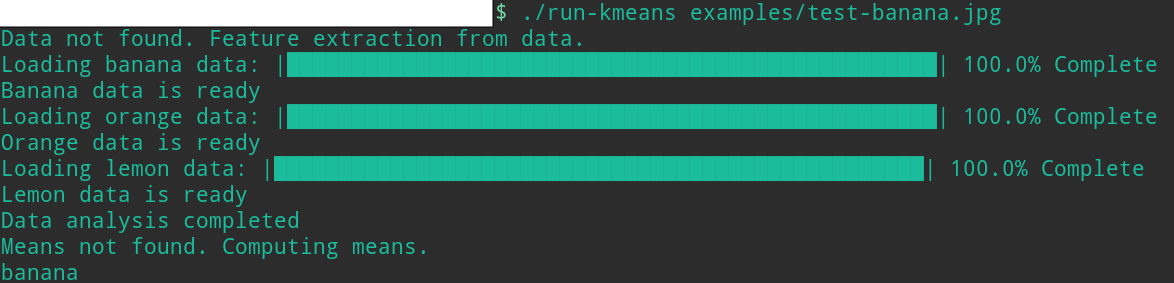 $ ./run-kmeans examples/test-banana.jpg
Data not found. Feature extraction from data.
Loading banana data: |██████████████████████████████████████████████████| 100.0% Complete
Banana data is ready
Loading orange data: |██████████████████████████████████████████████████| 100.0% Complete
Orange data is ready
Loading lemon data: |██████████████████████████████████████████████████| 100.0% Complete
Lemon data is ready
Data analysis completed
Means not found. Computing means.
banana